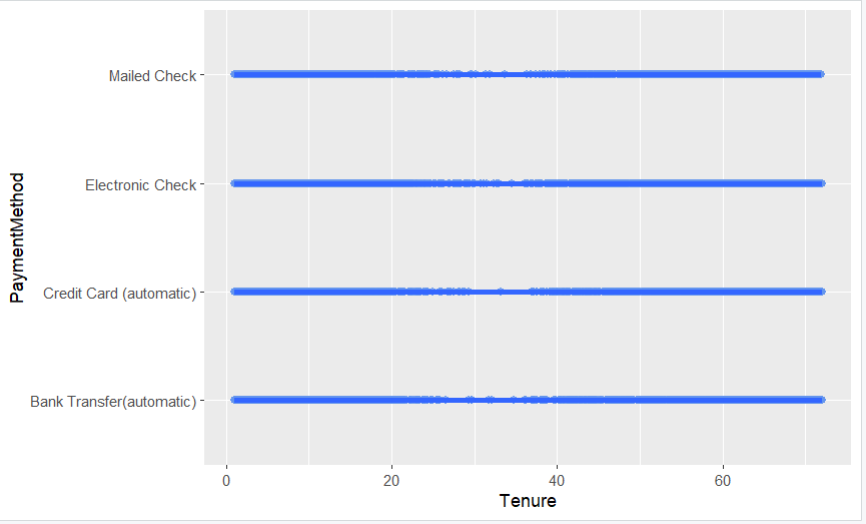 PaymentMethod
Mailed Check
Electronic Check
Credit Card (automatic)
Bank Transfer(automatic)
0 20 40 60
Tenure